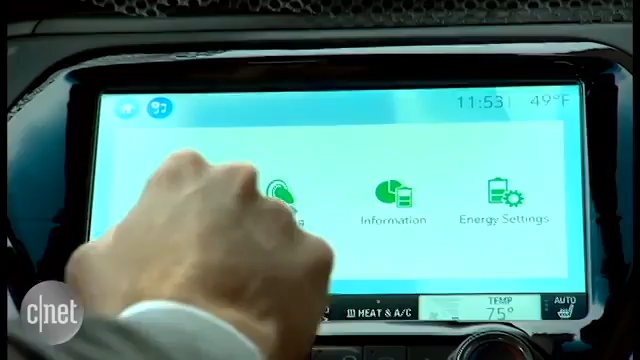 11:53 49°F
Information Energy Settings
HEAT & A/C TEMP 75° AUTO
c|net